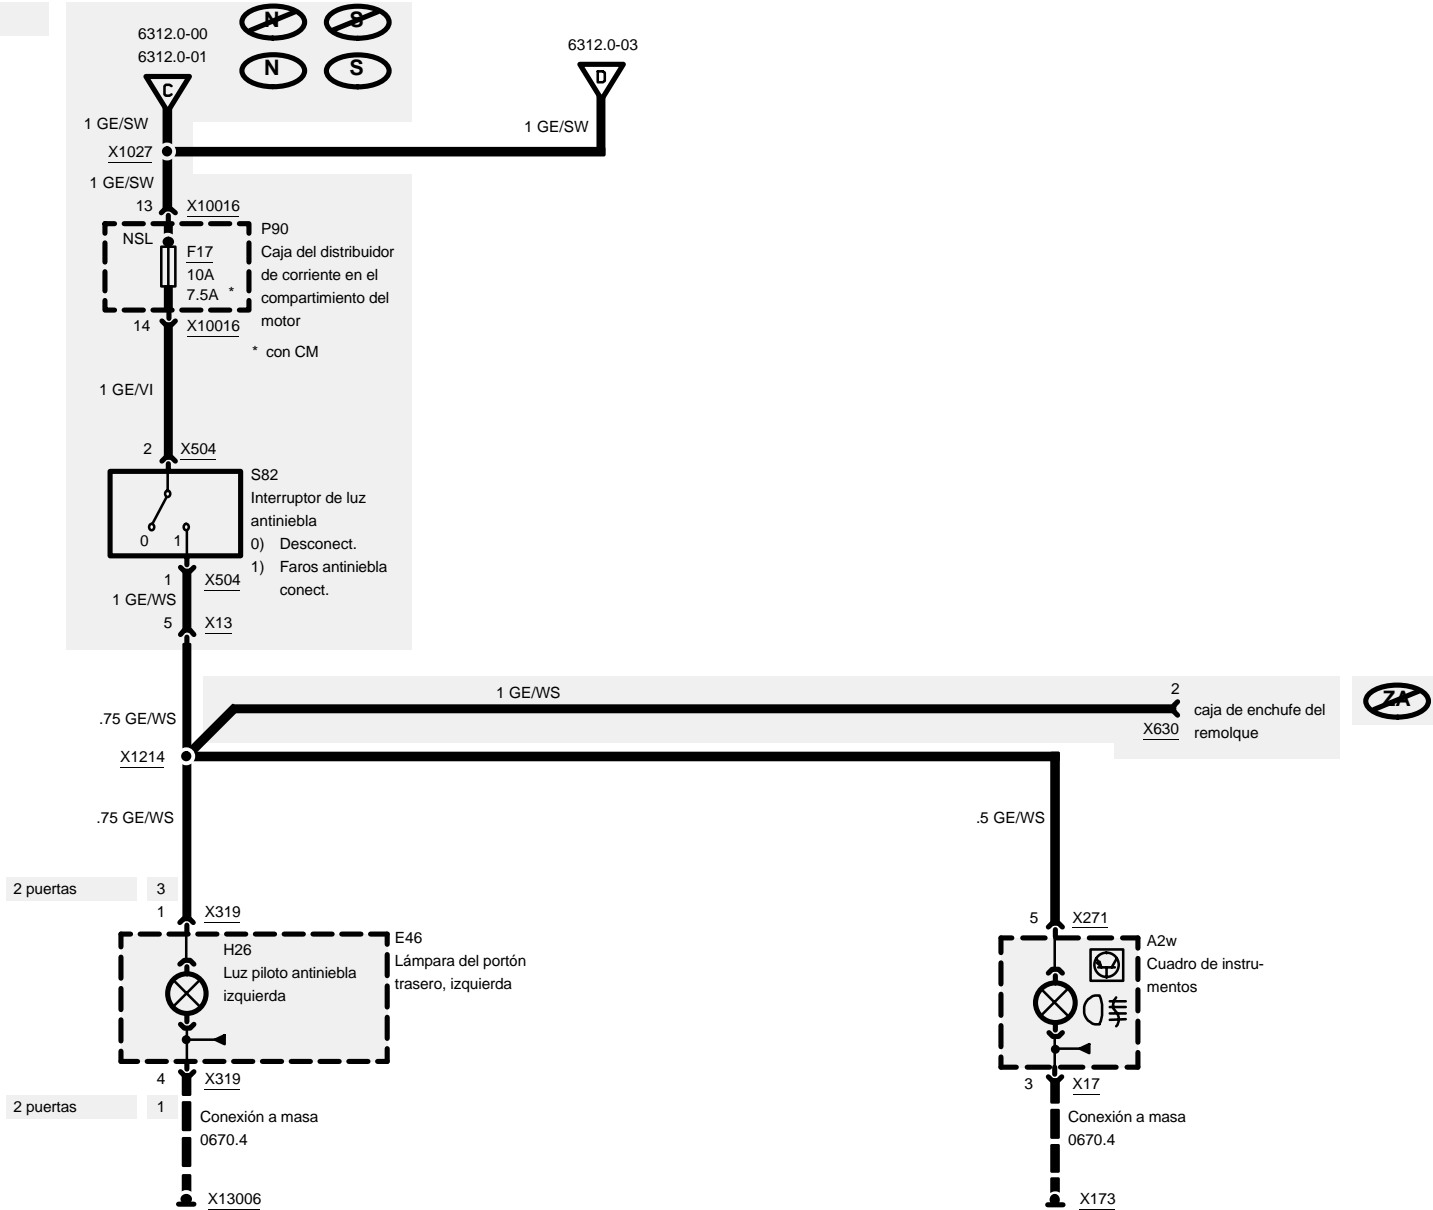 6312.0-00
6312.0-01
N
S
N
S
6312.0-03
C
D
1 GE/SW
1 GE/SW
X1027
1 GE/SW
13
X10016
NSL
F17
10A
7.5A *
P90
Caja del distribuidor
de corriente en el
compartimiento del
motor
14
X10016
* con CM
1 GE/VI
2
X504
S82
Interruptor de luz
antiniebla
0) Desconect.
1) Faros antiniebla
conect.
0
1
1
X504
1 GE/WS
5
X13
1 GE/WS
2
X630
caja de enchufe del
remolque
ZA
.75 GE/WS
X1214
.75 GE/WS
.5 GE/WS
2 puertas
3
1
X319
E46
Lámpara del portón
trasero, izquierda
H26
Luz piloto antiniebla
izquierda
5
X271
A2w
Cuadro de instru-
mentos
4
X319
2 puertas
1
Conexión a masa
0670.4
X13006
3
X17
Conexión a masa
0670.4
X173